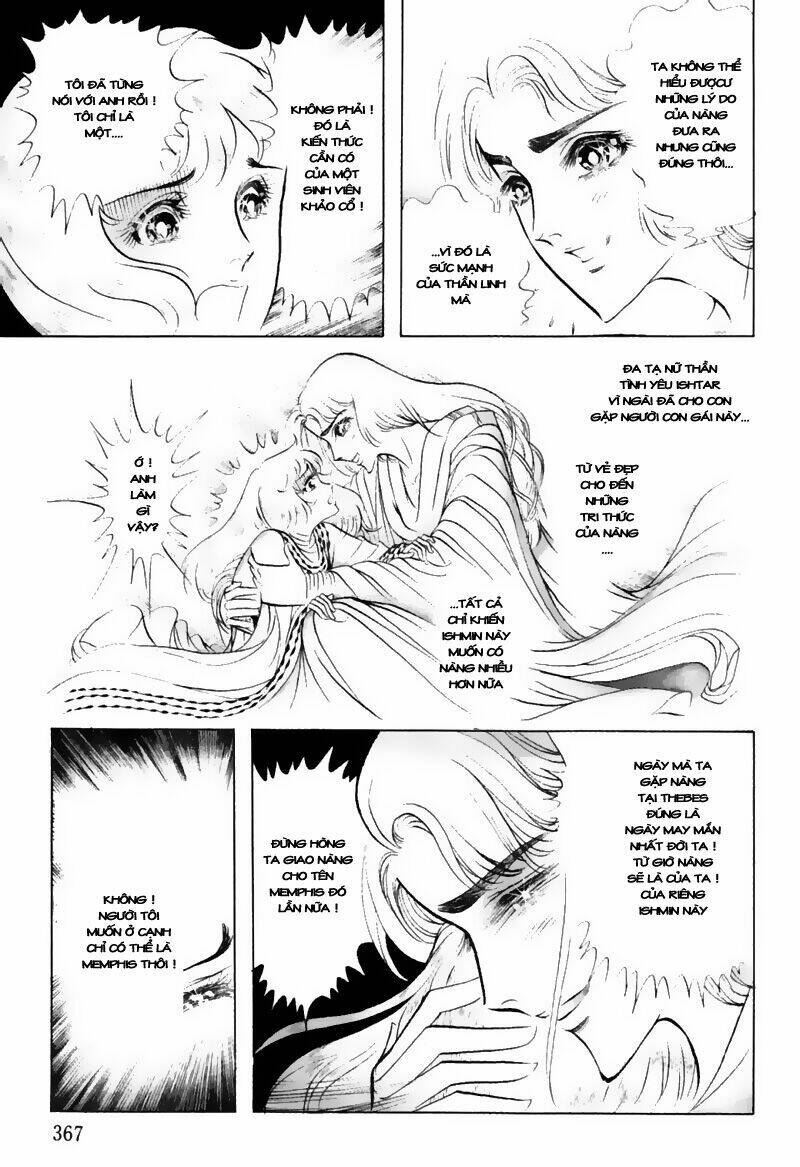 TA KHÔNG THỂ
HIỂU ĐƯỢCƯ
NHỮNG LÝ DO
CỦA NÀNG
ĐƯA RA
NHƯNG CŨNG
ĐÚNG THÔI...
...VÌ ĐÓ LÀ
SỨC MẠNH
CỦA THẦN LINH
MÀ
KHÔNG PHẢI !
ĐÓ LÀ
KIẾN THỨC
CẦN CÓ
CỦA MỘT
SINH VIÊN
KHẢO CỔ !
TÔI ĐÃ TỪNG
NÓI VỚI ANH RỒI !
TÔI CHỈ LÀ
MỘT....
ĐA TẠ NỮ THẦN
TÌNH YÊU ISHTAR
VÌ NGÀI ĐÃ CHO CON
GẶP NGƯỜI CON GÁI NÀY...
TỪ VẺ ĐẸP
CHO ĐẾN
NHỮNG
TRI THỨC
CỦA NÀNG
....
...TẤT CẢ
CHỈ KHIẾN
ISHMIN NÀY
MUỐN CÓ
NÀNG NHIỀU
HƠN NỮA
Ớ !
ANH
LÀM
GÌ
VẬY?
NGÀY MÀ TA
GẶP NÀNG
TẠI THEBES
ĐÚNG LÀ
NGÀY MAY MẮN
NHẤT ĐỜI TA !
TỪ GIỜ NÀNG
SẼ LÀ CỦA TA !
CỦA RIÊNG
ISHMIN NÀY
ĐỪNG HÒNG
TA GIAO NÀNG
CHO TÊN
MEMPHIS ĐÓ
LẦN NỮA !
KHÔNG !
NGƯỜI TÔI
MUỐN Ở CẠNH
CHỈ CÓ THỂ LÀ
MEMPHIS THÔI !
367